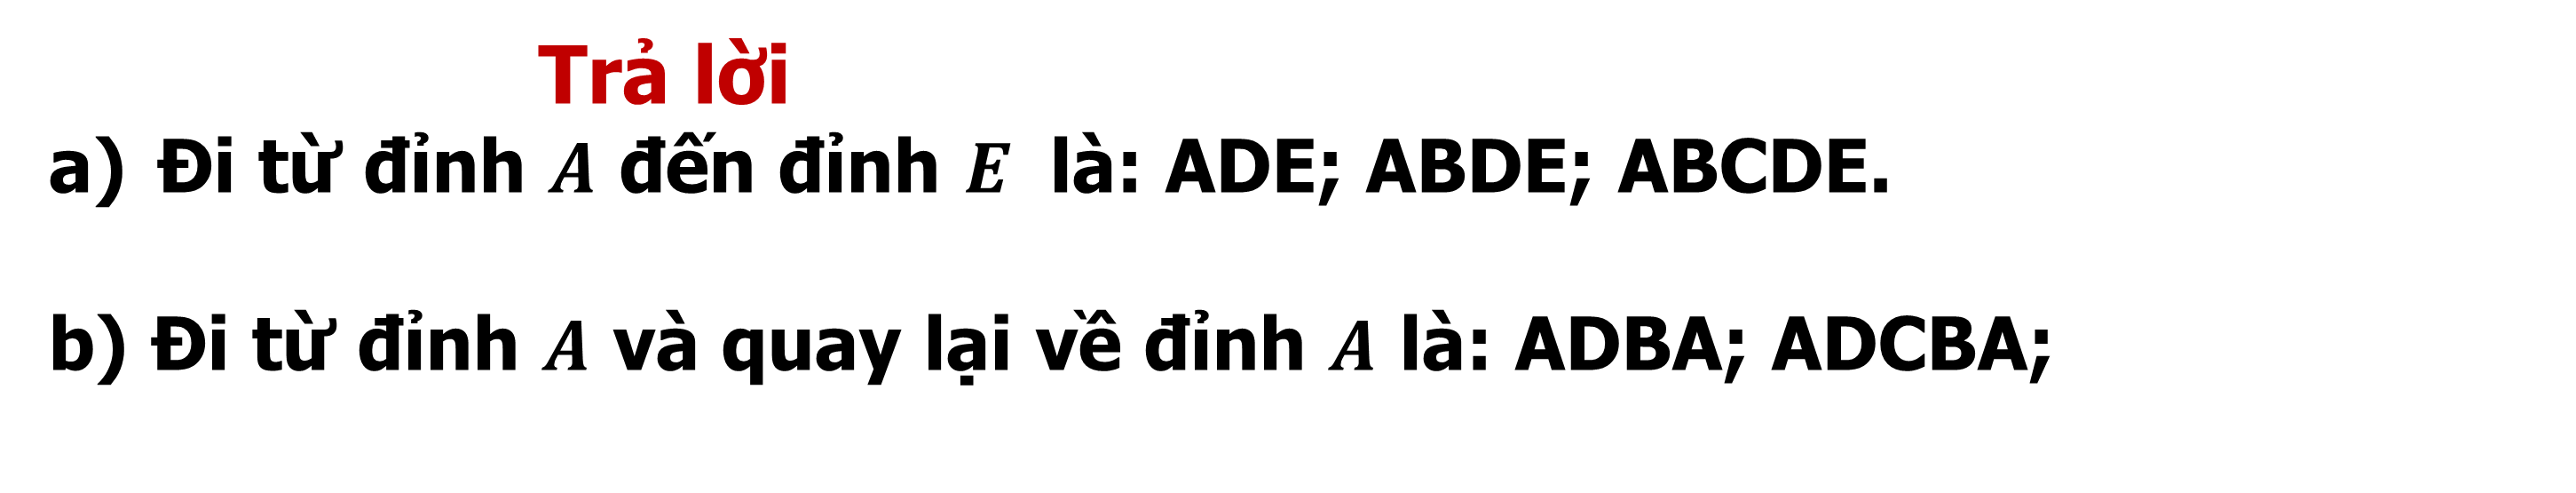 Trả lời
a) Đi từ đỉnh A đến đỉnh E là: ADE; ABDE; ABCDE.
b) Đi từ đỉnh A và quay lại về đỉnh A là: ADBA; ADCBA;